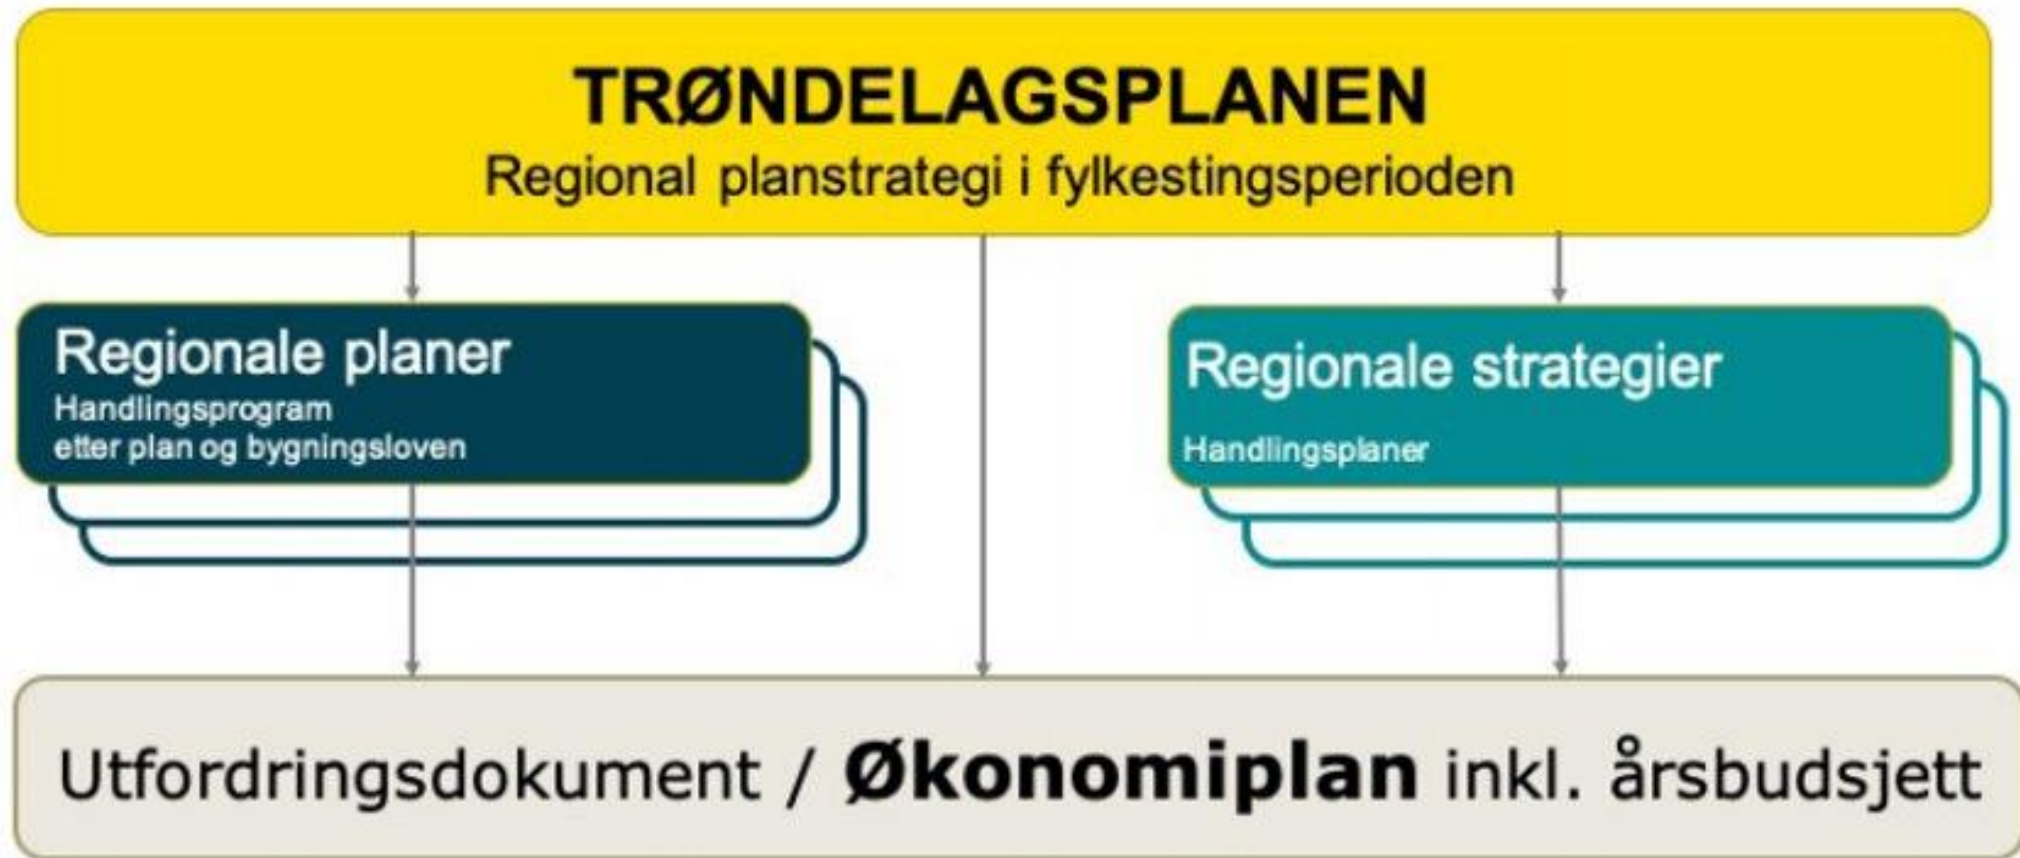 TRØNDELAGSPLANEN
Regional planstrategi i fylkestingsperioden
Regionale planer
Handlingsprogram
etter plan og bygningsloven
Regionale strategier
Handlingsplaner
Utfordringsdokument / Økonomiplan inkl. årsbudsjett